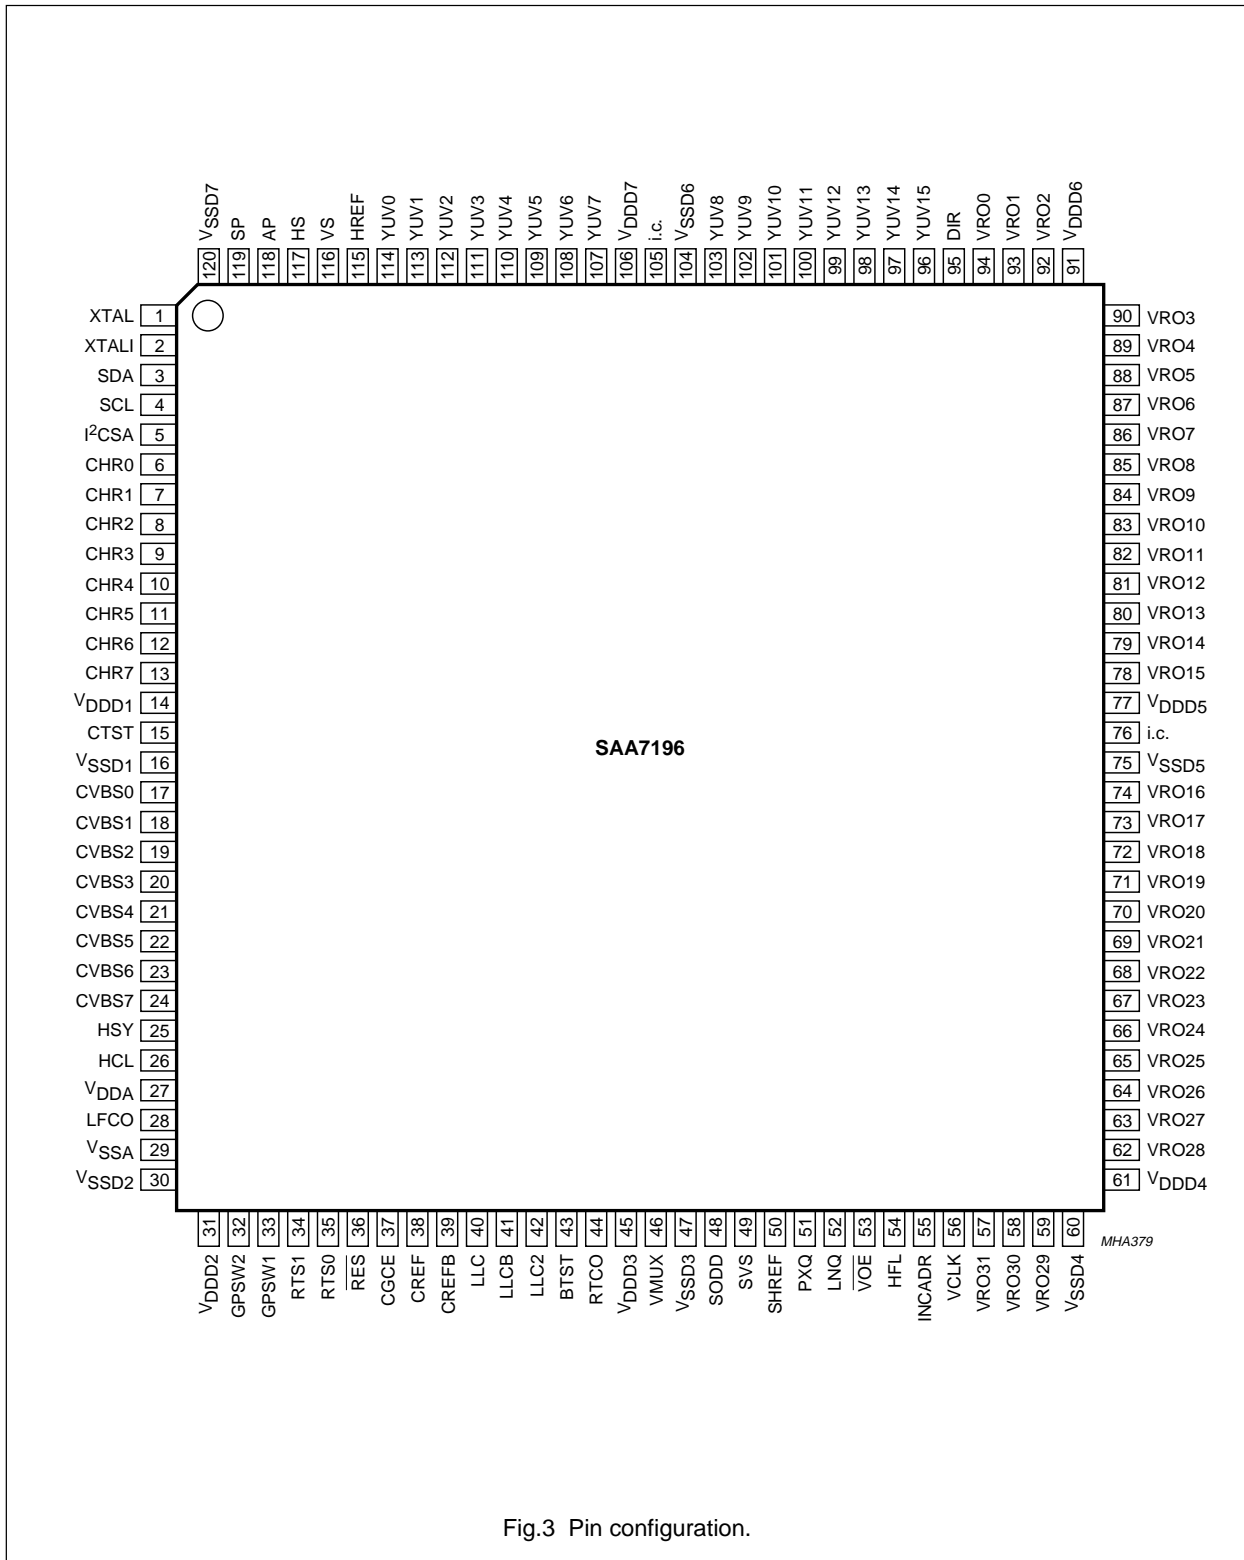 VSSD7 SP AP HS VS HREF YUV0 YUV1 YUV2 YUV3 YUV4 YUV5 YUV6 YUV7 VDDD7 i.c. VSSD6 YUV8 YUV9 YUV10 YUV11 YUV12 YUV13 YUV14 YUV15 DIR VRO0 VRO1 VRO2 VDDD6
120 119 118 117 116 115 114 113 112 111 110 109 108 107 106 105 104 103 102 101 100 99 98 97 96 95 94 93 92 91
XTAL 1 90 VRO3
XTALI 2 89 VRO4
SDA 3 88 VRO5
SCL 4 87 VRO6
I²CSA 5 86 VRO7
CHR0 6 85 VRO8
CHR1 7 84 VRO9
CHR2 8 83 VRO10
CHR3 9 82 VRO11
CHR4 10 81 VRO12
CHR5 11 80 VRO13
CHR6 12 79 VRO14
CHR7 13 78 VRO15
VDDD1 14 77 VDDD5
CTST 15 76 i.c.
SAA7196
VSSD1 16 75 VSSD5
CVBS0 17 74 VRO16
CVBS1 18 73 VRO17
CVBS2 19 72 VRO18
CVBS3 20 71 VRO19
CVBS4 21 70 VRO20
CVBS5 22 69 VRO21
CVBS6 23 68 VRO22
CVBS7 24 67 VRO23
HSY 25 66 VRO24
HCL 26 65 VRO25
VDDA 27 64 VRO26
LFCO 28 63 VRO27
VSSA 29 62 VRO28
VSSD2 30 61 VDDD4
31 32 33 34 35 36 37 38 39 40 41 42 43 44 45 46 47 48 49 50 51 52 53 54 55 56 57 58 59 60
MHA379
VDDD2 GPSW2 GPSW1 RTS1 RTS0 RES CGCE CREF CREFB LLC LLCB LLC2 BTST RTCO VDDD3 VMUX VSSD3 SODD SVS SHREF PXQ LNQ VOE HFL INCADR VCLK VRO31 VRO30 VRO29 VSSD4
Fig.3 Pin configuration.